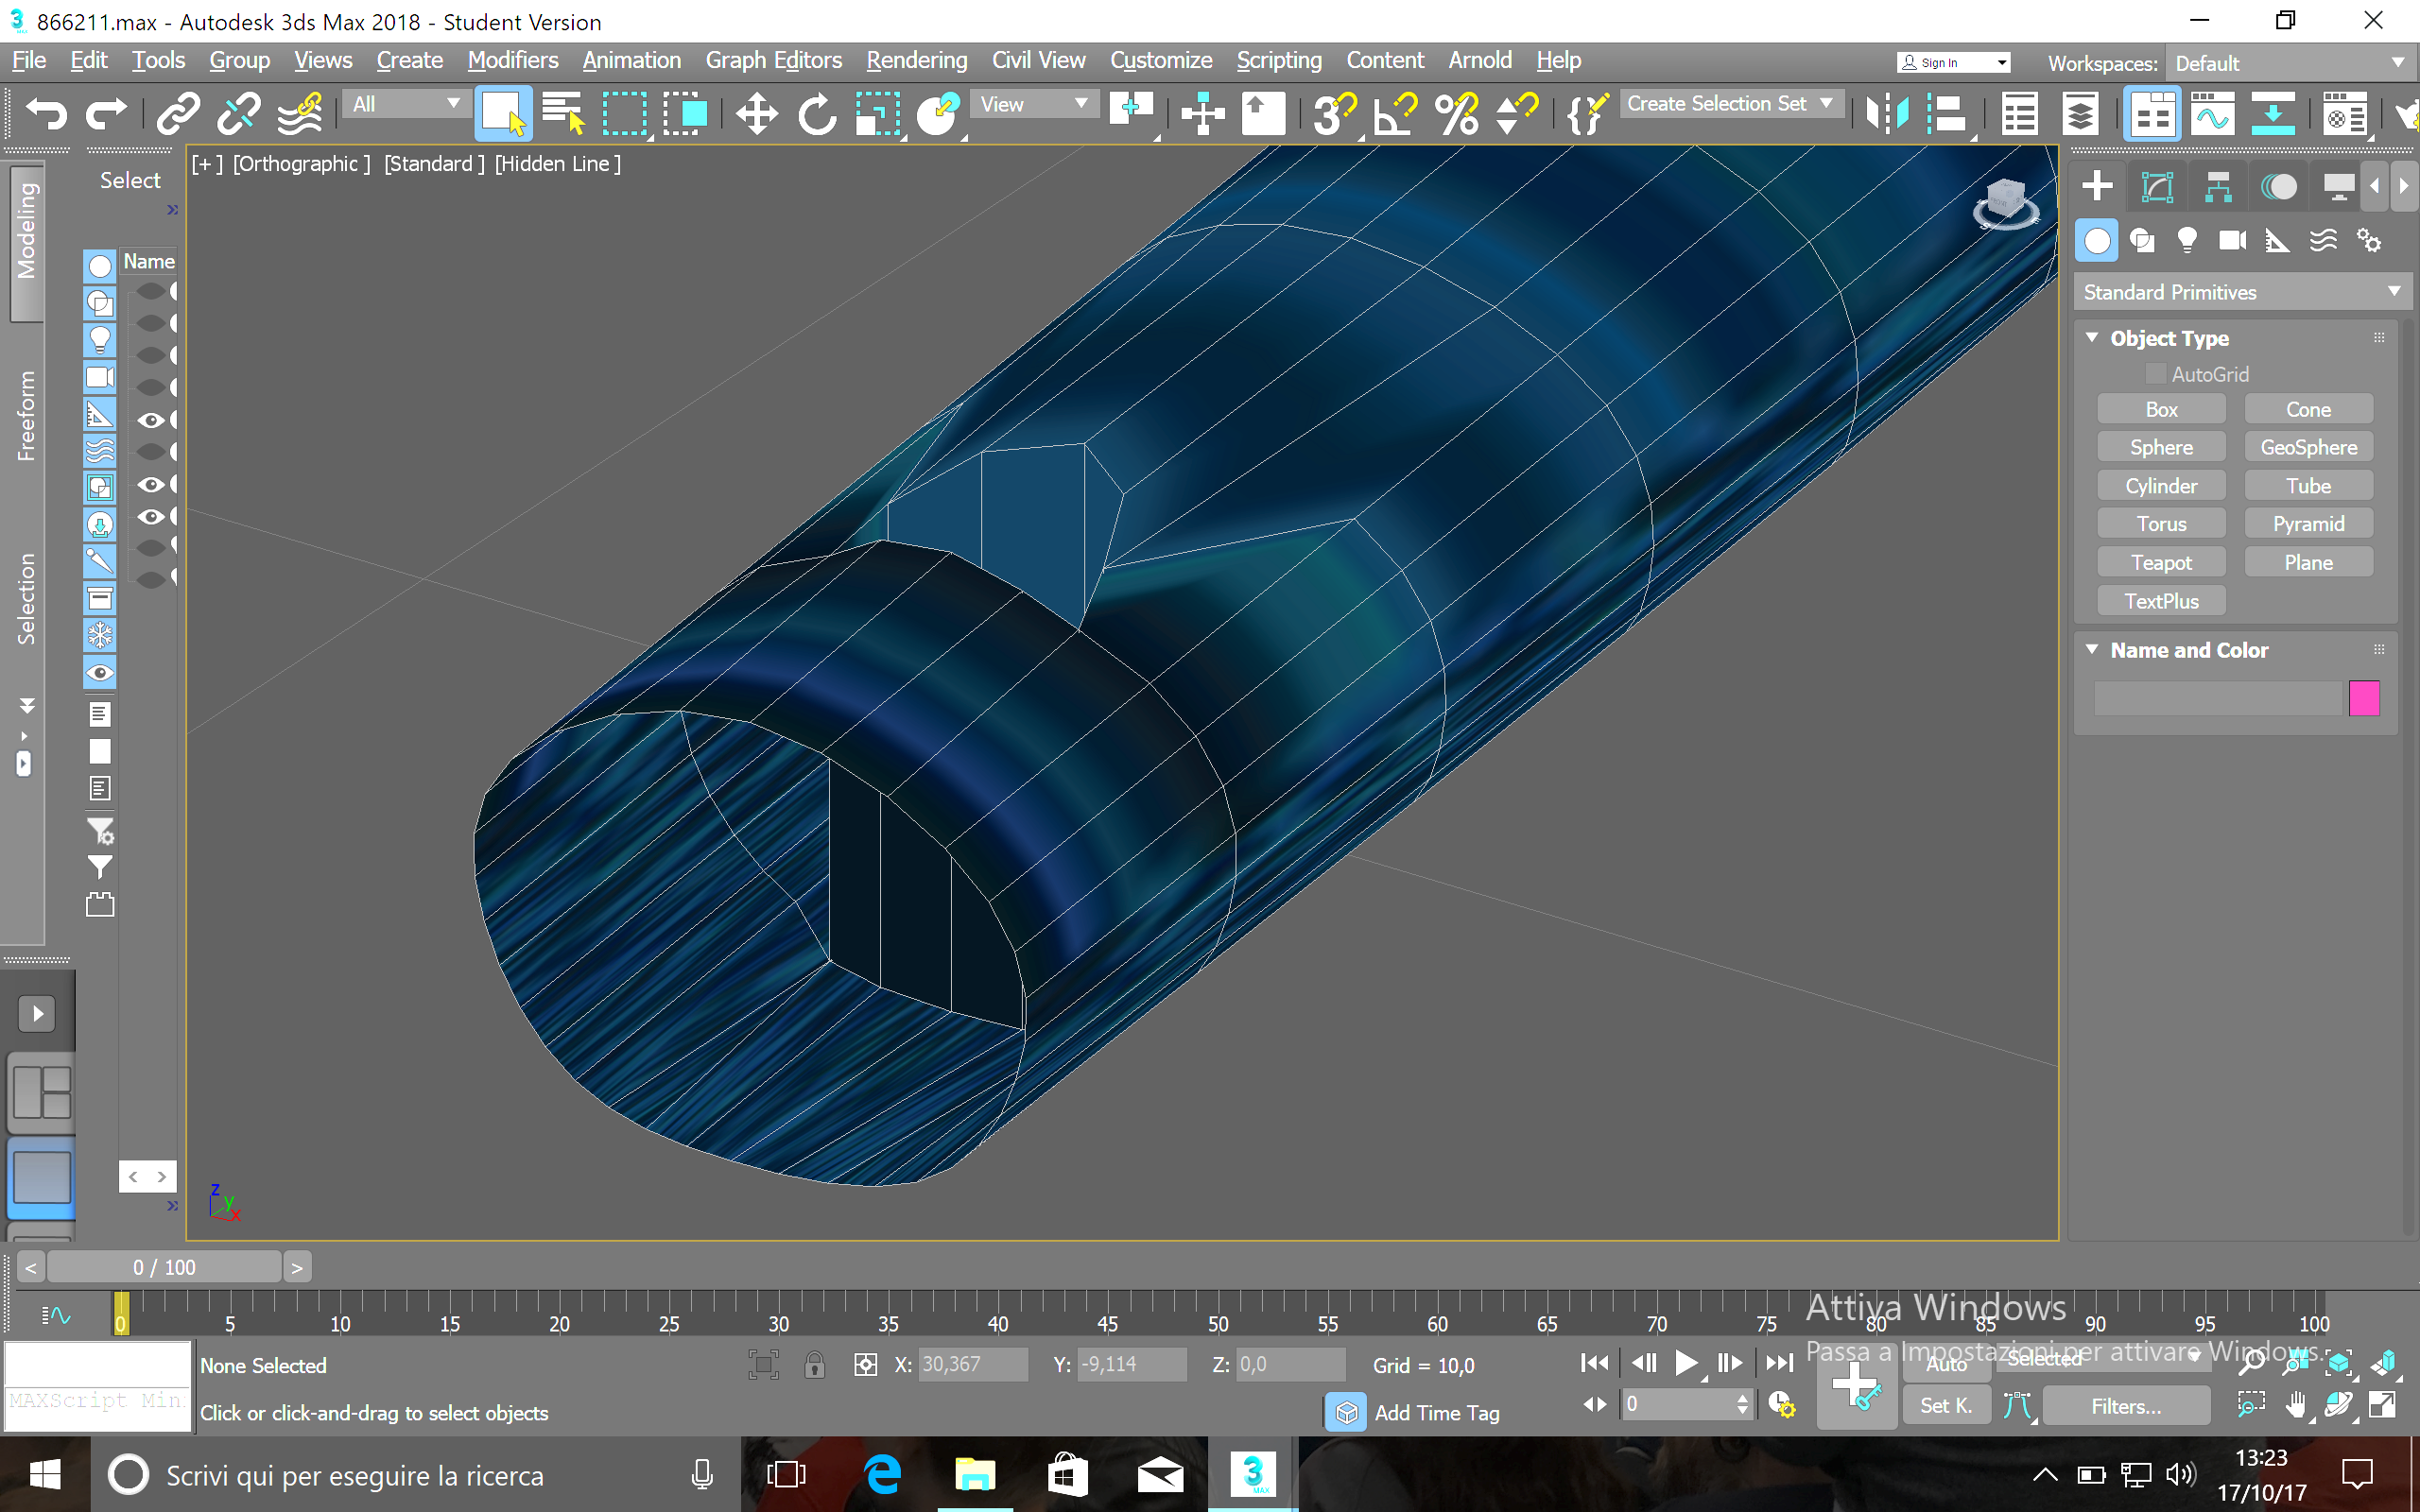 866211.max - Autodesk 3ds Max 2018 - Student Version
File Edit Tools Group Views Create Modifiers Animation Graph Editors Rendering Civil View Customize Scripting Content Arnold Help
Sign In
Workspaces: Default
All
View
Create Selection Set
Modeling
Freeform
Selection
Select
Name
[+] [Orthographic] [Standard] [Hidden Line]
Standard Primitives
Object Type
AutoGrid
Box Cone
Sphere GeoSphere
Cylinder Tube
Torus Pyramid
Teapot Plane
TextPlus
Name and Color
z
y
x
< 0 / 100 >
0 5 10 15 20 25 30 35 40 45 50 55 60 65 70 75 80 85 90 95 100
Attiva Windows
Passa a Impostazioni per attivare Windows.
None Selected
X: 30,367 Y: -9,114 Z: 0,0 Grid = 10,0
Auto Selected
MAXScript Min
Click or click-and-drag to select objects
Add Time Tag
0
Set K. Filters...
Scrivi qui per eseguire la ricerca
3
MAX
13:23
17/10/17